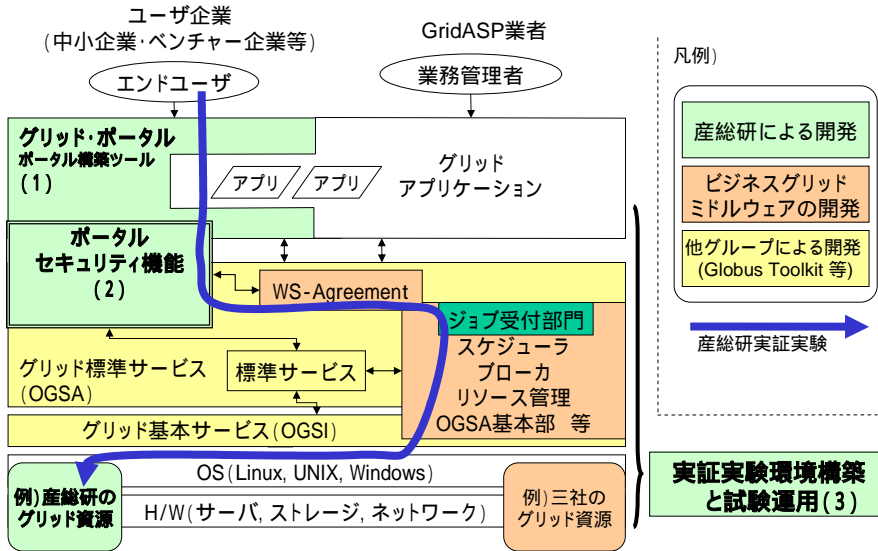 ユーザ企業
(中小企業・ベンチャー企業等)
GridASP業者
エンドユーザ
業務管理者
グリッド・ポータル
ポータル構築ツール
(1)
アプリ
アプリ
グリッド
アプリケーション
ポータル
セキュリティ機能
(2)
WS-Agreement
ジョブ受付部門
スケジューラ
ブローカ
リソース管理
OGSA基本部 等
グリッド標準サービス
(OGSA)
標準サービス
グリッド基本サービス(OGSI)
OS(Linux, UNIX, Windows)
H/W(サーバ, ストレージ, ネットワーク)
例)産総研の
グリッド資源
例)三社の
グリッド資源
凡例)
産総研による開発
ビジネスグリッド
ミドルウェアの開発
他グループによる開発
(Globus Toolkit 等)
産総研実証実験
実証実験環境構築
と試験運用(3)